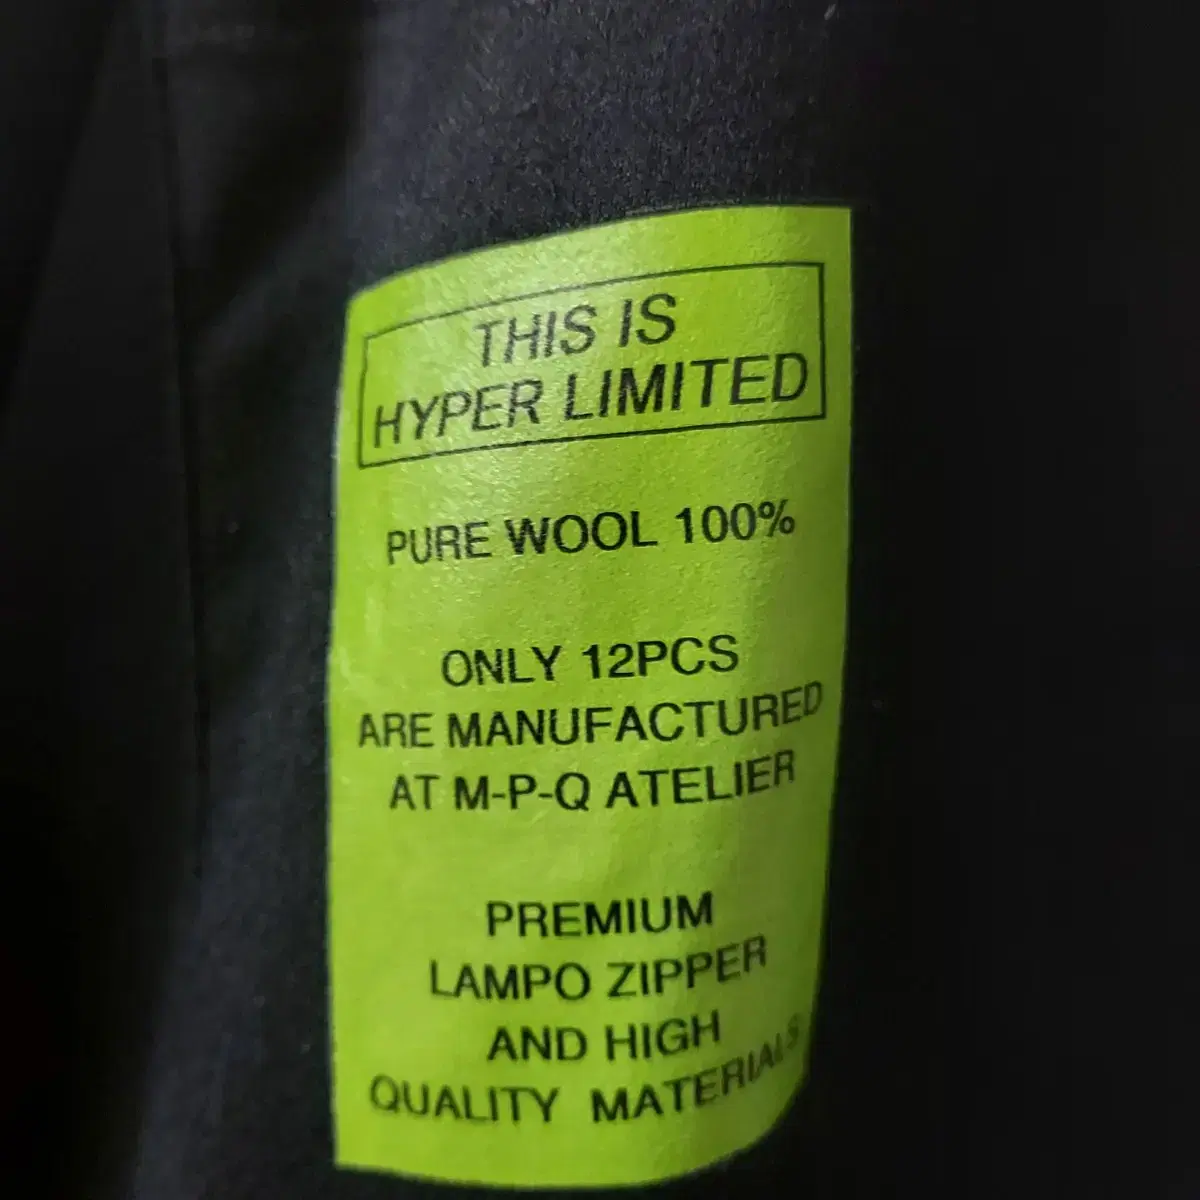 THIS IS
HYPER LIMITED
PURE WOOL 100%
ONLY 12PCS
ARE MANUFACTURED
AT M-P-Q ATELIER
PREMIUM
LAMPO ZIPPER
AND HIGH
QUALITY MATERIALS